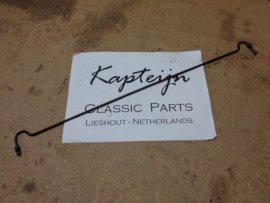 Kapteijn
Classic Parts
Lieshout - Netherlands